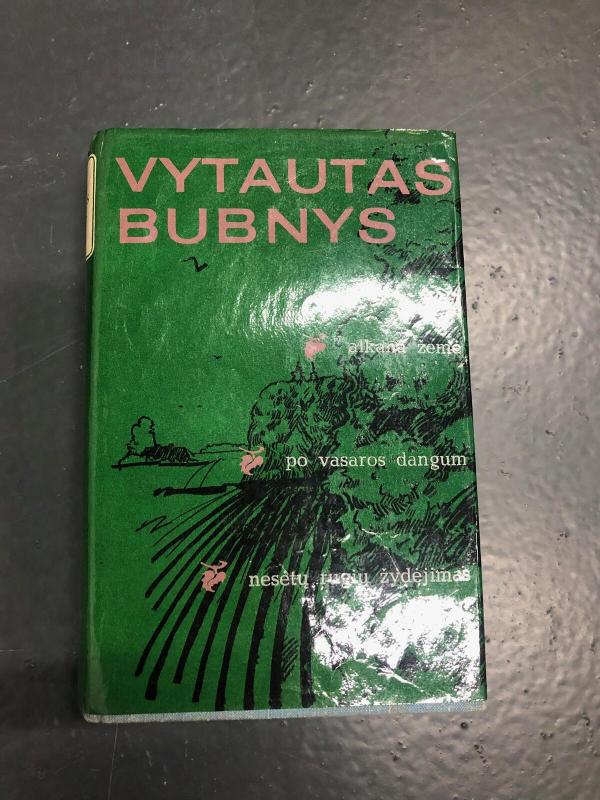 VYTAUTAS
BUBNYS
alkana žemė
po vasaros dangum
nesėtų rugių žydėjimas